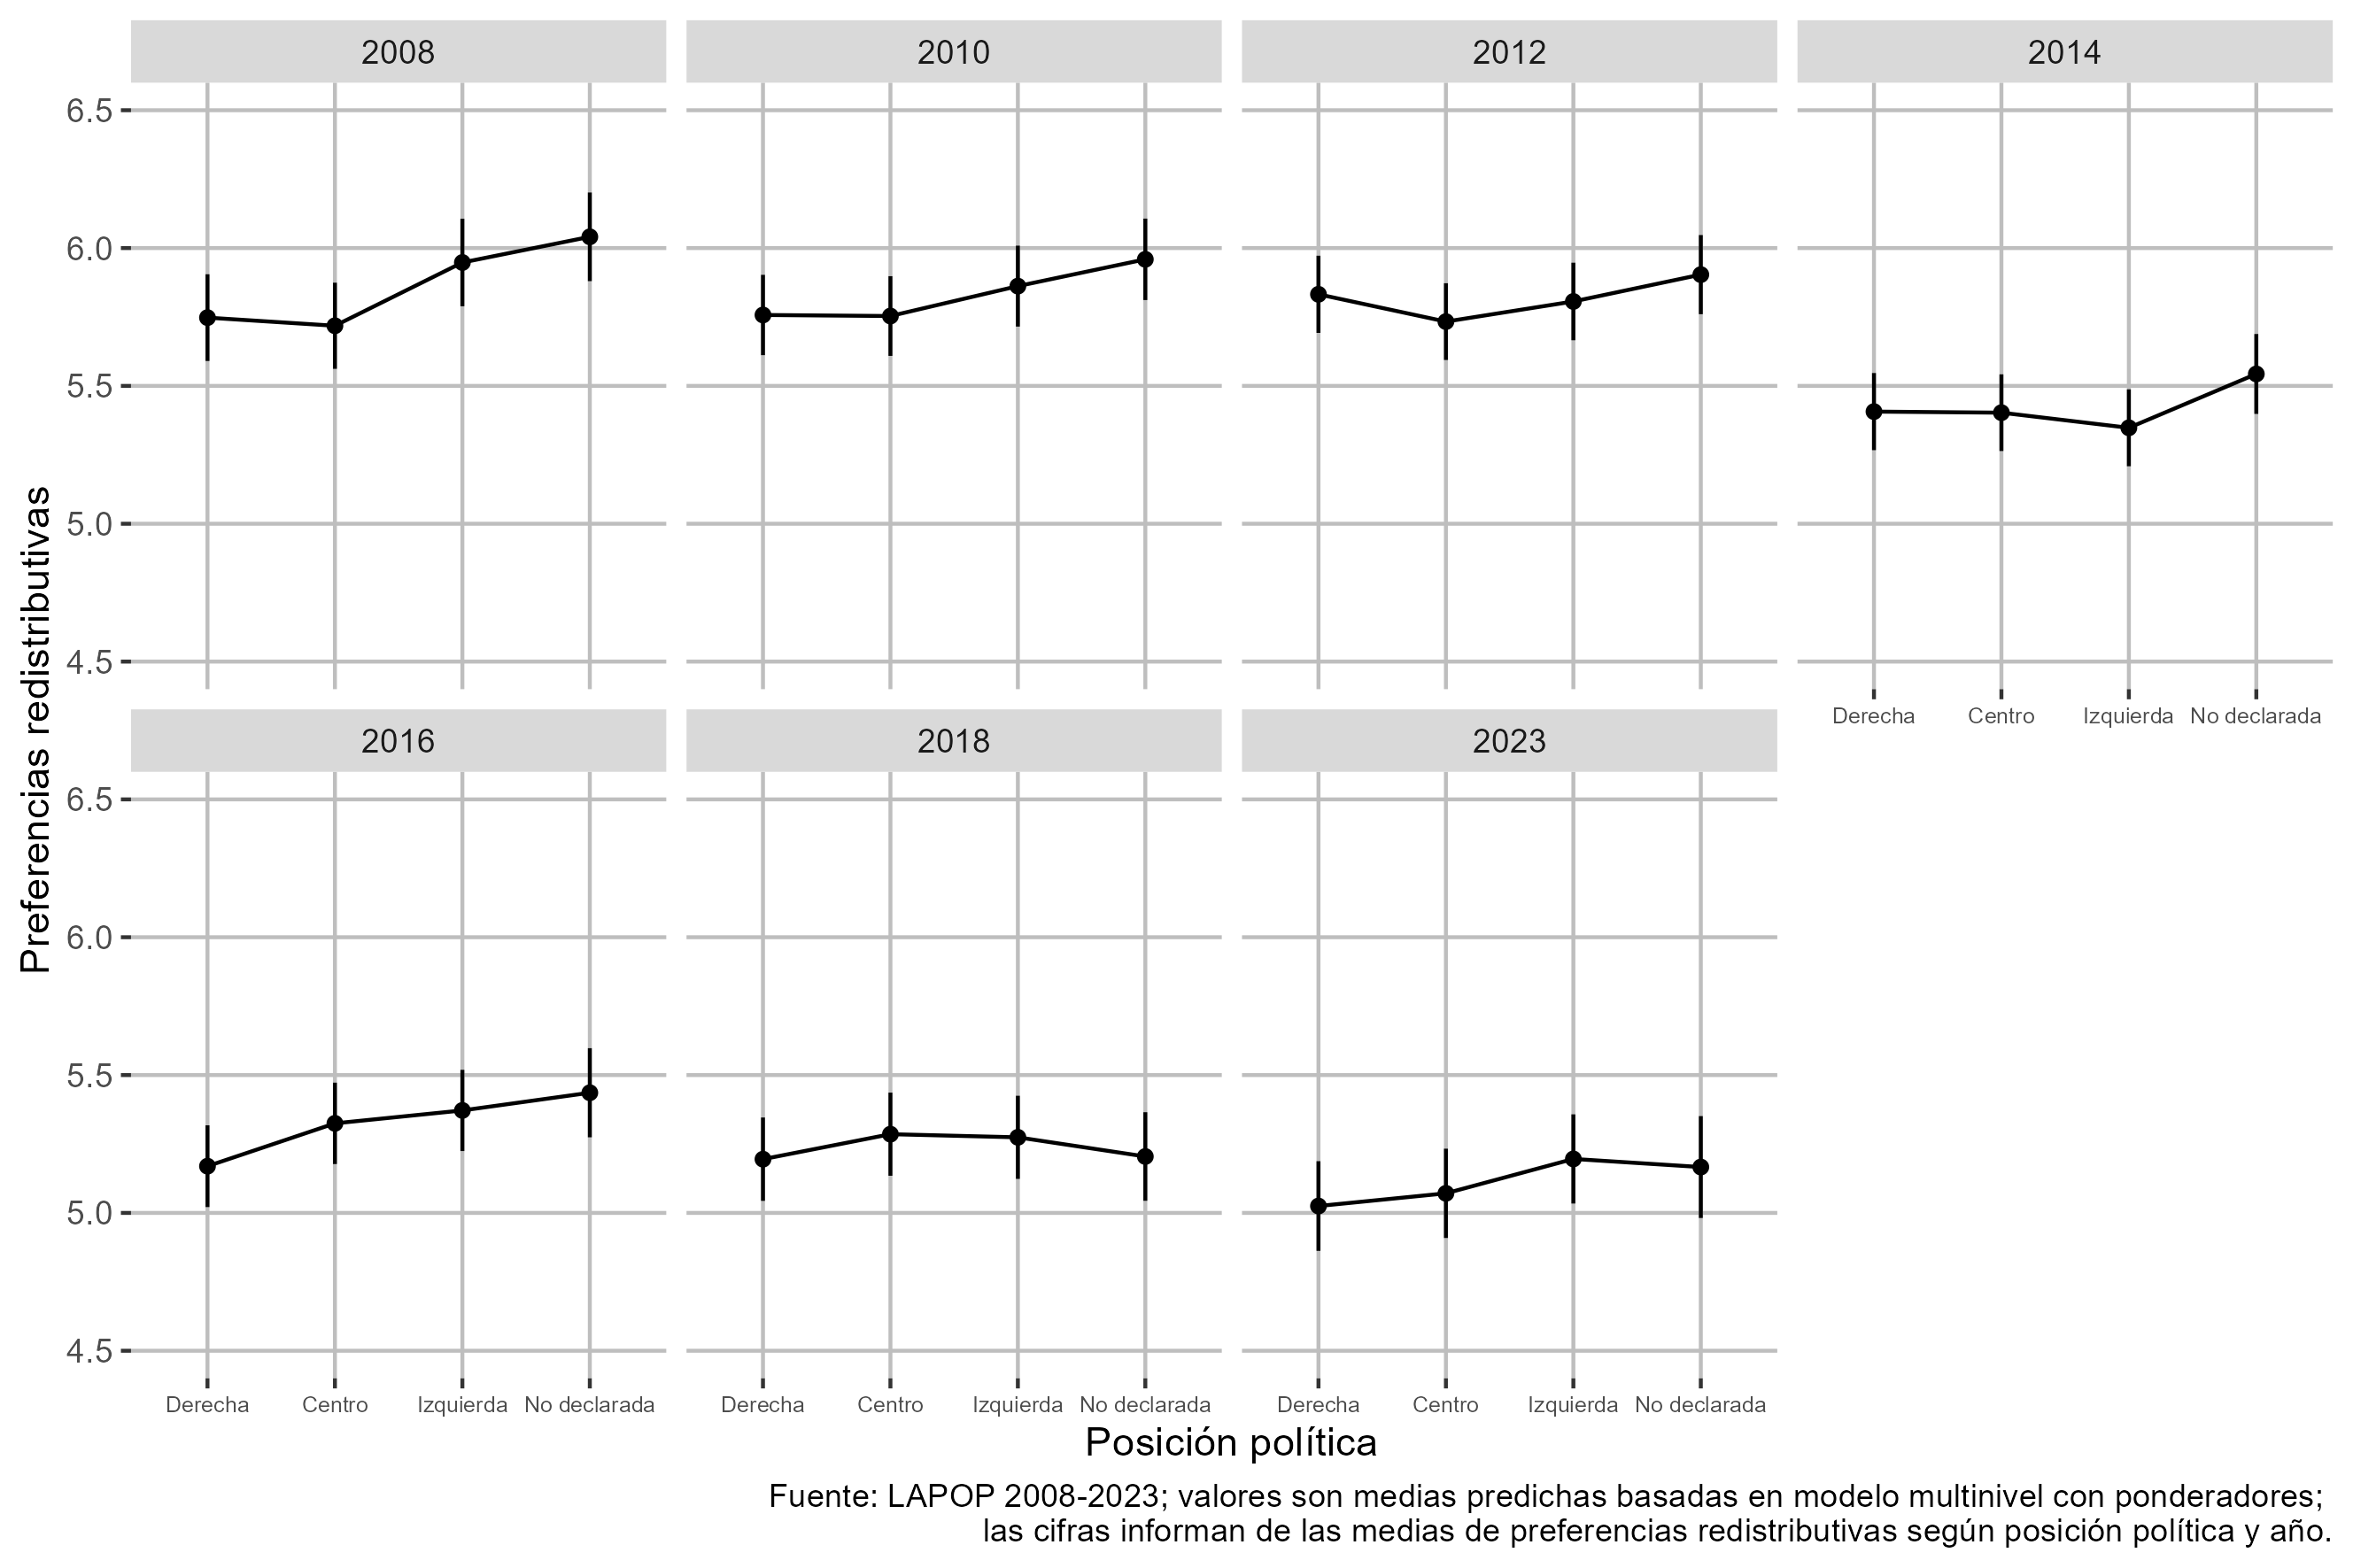 2008
2010
2012
2014
6.5
6.0
5.5
5.0
4.5
Derecha Centro Izquierda No declarada
2016
2018
2023
6.5
6.0
5.5
5.0
4.5
Derecha Centro Izquierda No declarada
Derecha Centro Izquierda No declarada
Derecha Centro Izquierda No declarada
Preferencias redistributivas
Posición política
Fuente: LAPOP 2008-2023; valores son medias predichas basadas en modelo multinivel con ponderadores;
las cifras informan de las medias de preferencias redistributivas según posición política y año.